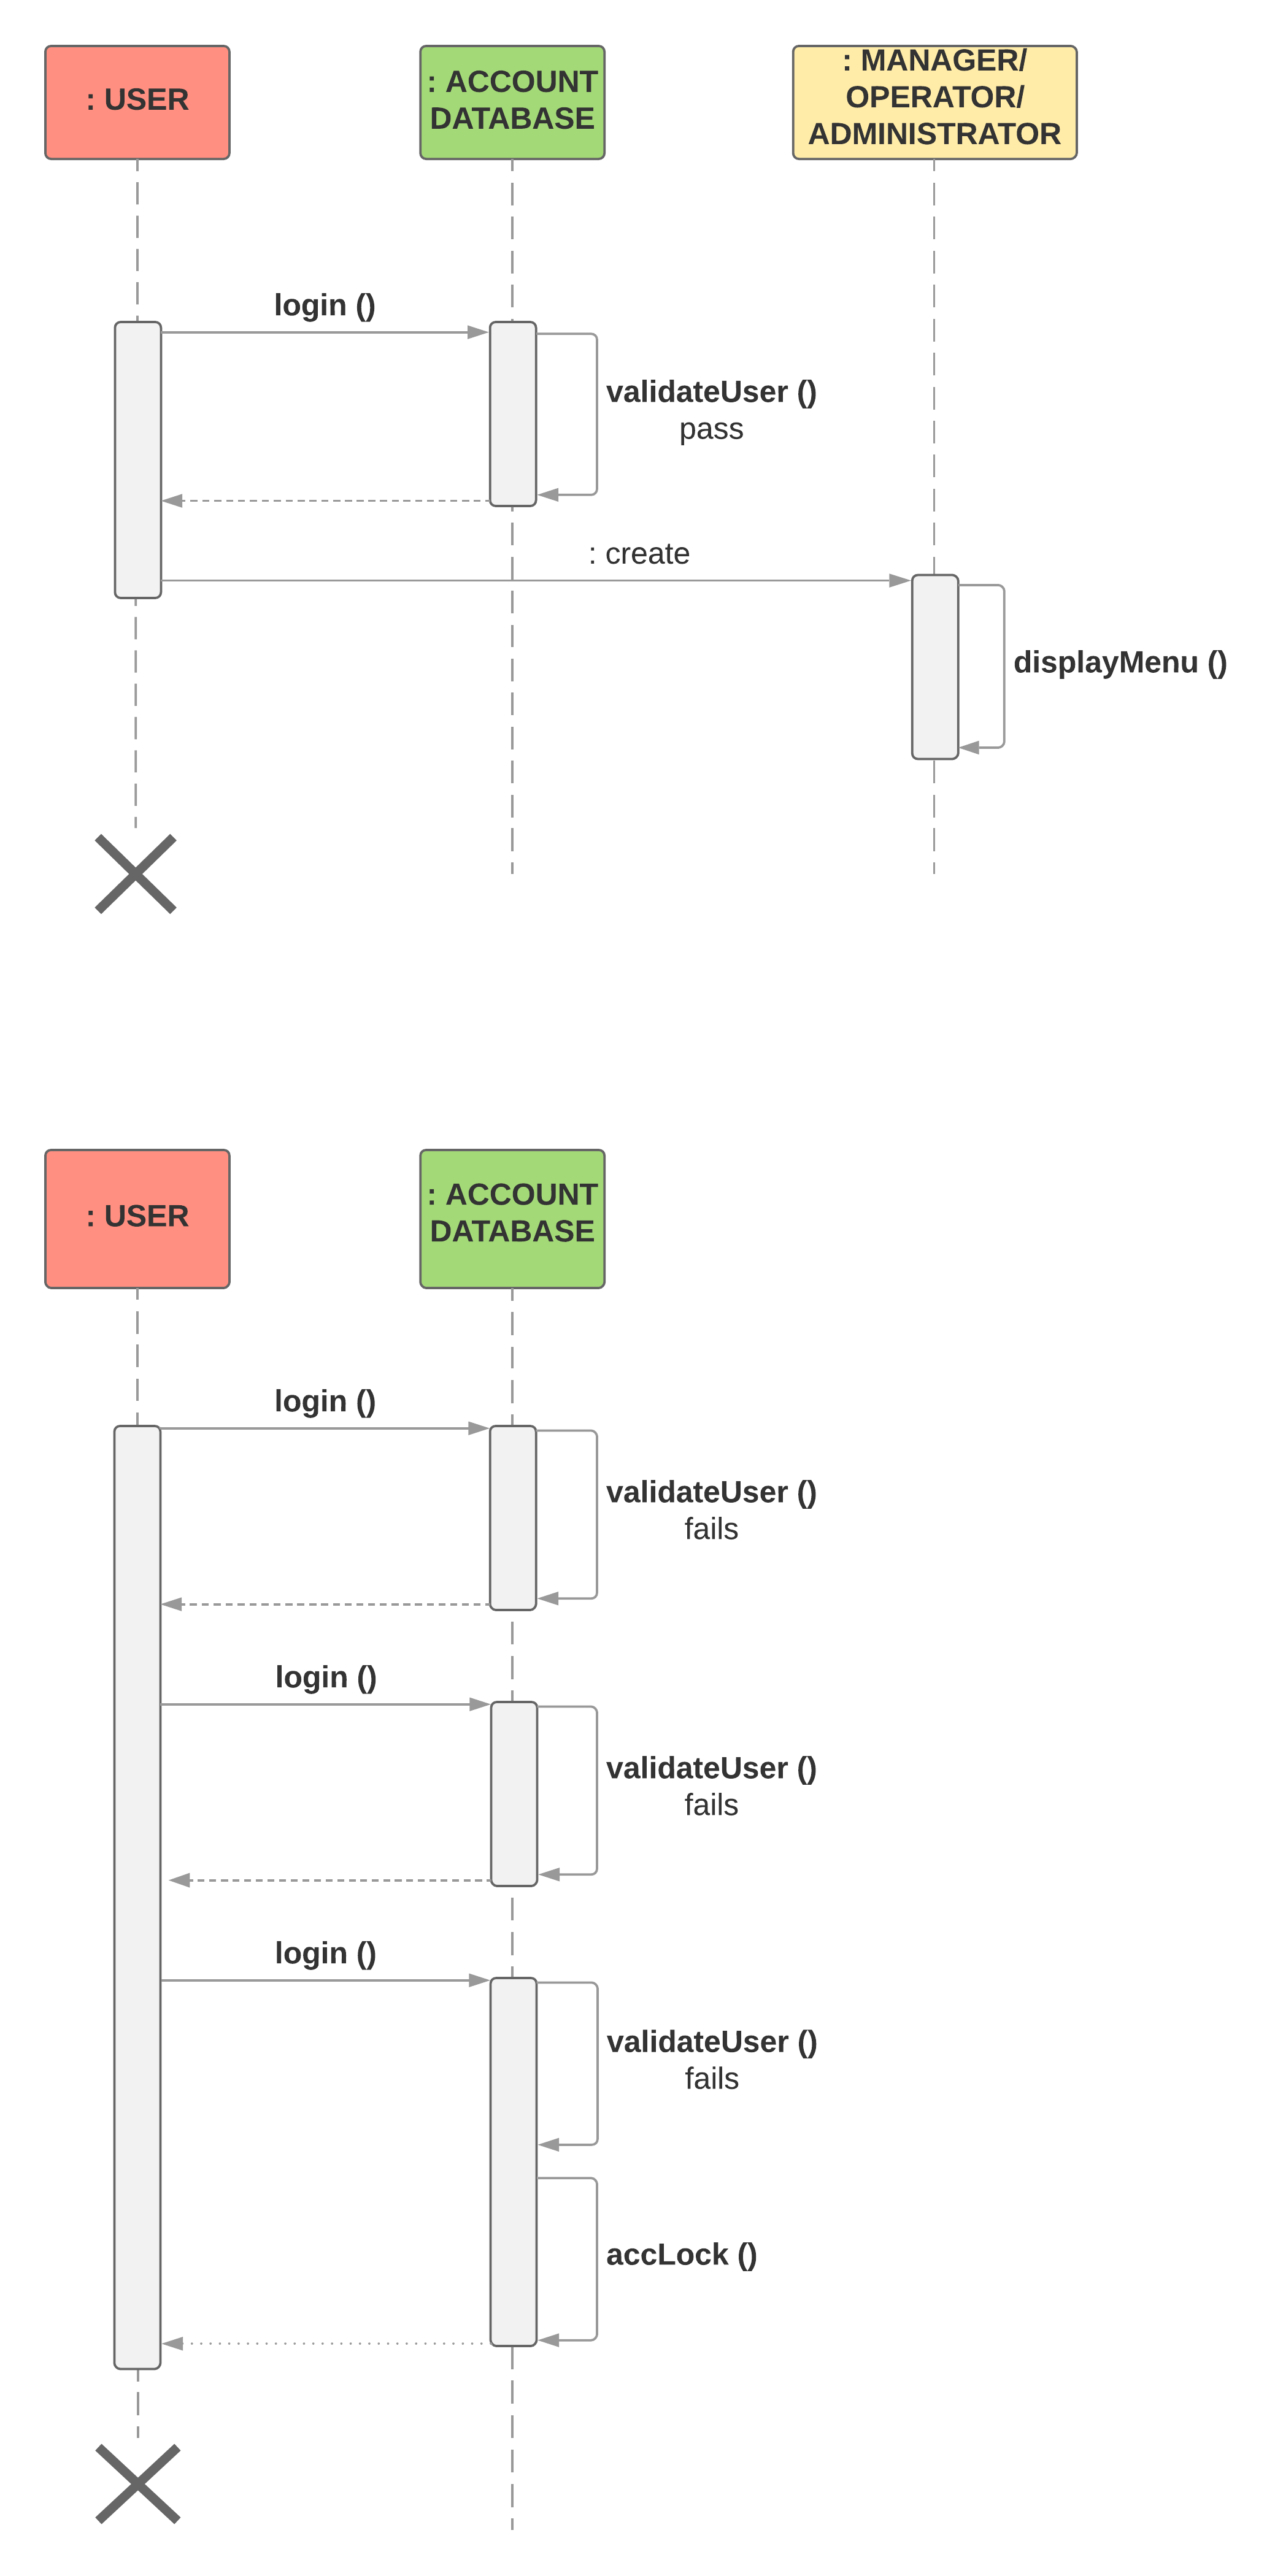 : USER
: ACCOUNT
DATABASE
: MANAGER/
OPERATOR/
ADMINISTRATOR
login ()
validateUser ()
pass
: create
displayMenu ()
: USER
: ACCOUNT
DATABASE
login ()
validateUser ()
fails
login ()
validateUser ()
fails
login ()
validateUser ()
fails
accLock ()